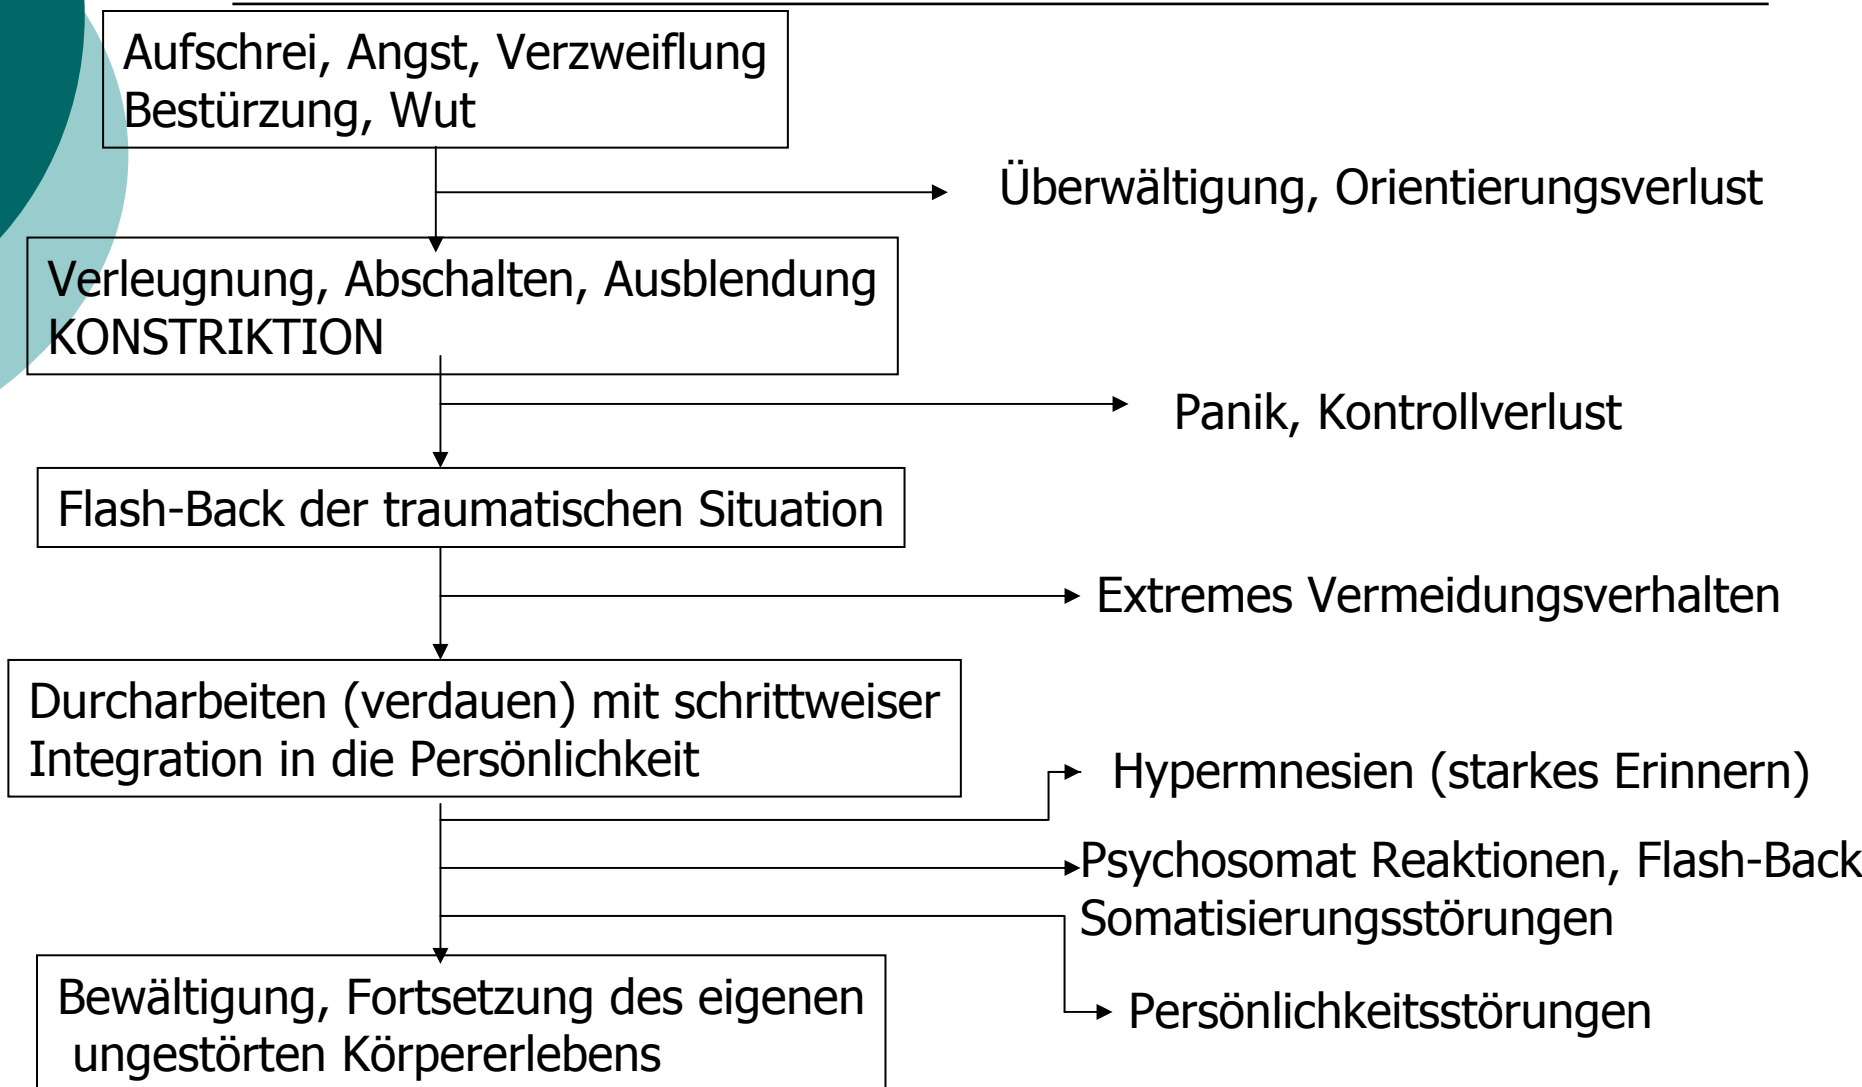 Aufschrei, Angst, Verzweiflung
Bestürzung, Wut
Überwältigung, Orientierungsverlust
Verleugnung, Abschalten, Ausblendung
KONSTRIKTION
Panik, Kontrollverlust
Flash-Back der traumatischen Situation
Extremes Vermeidungsverhalten
Durcharbeiten (verdauen) mit schrittweiser
Integration in die Persönlichkeit
Hypermnesien (starkes Erinnern)
Psychosomat Reaktionen, Flash-Back
Somatisierungsstörungen
Bewältigung, Fortsetzung des eigenen
ungestörten Körpererlebens
Persönlichkeitsstörungen